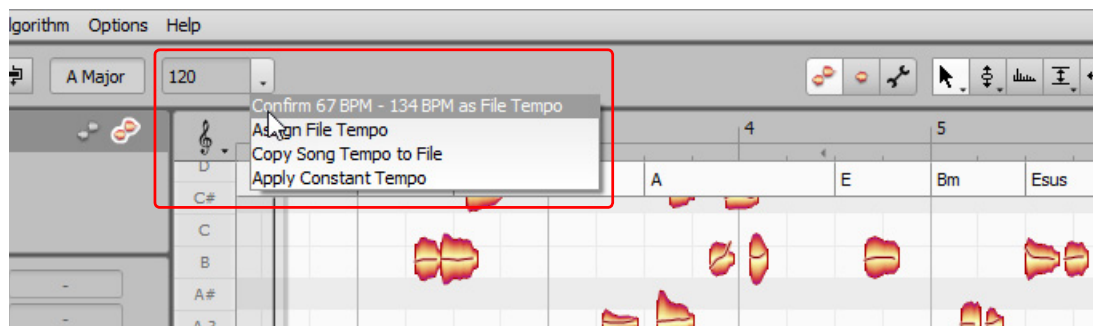 lgorithm Options Help
A Major 120
Confirm 67 BPM - 134 BPM as File Tempo
Assign File Tempo
Copy Song Tempo to File
Apply Constant Tempo
4 5
A E Bm Esus
D
C#
C
B
A#
A 2